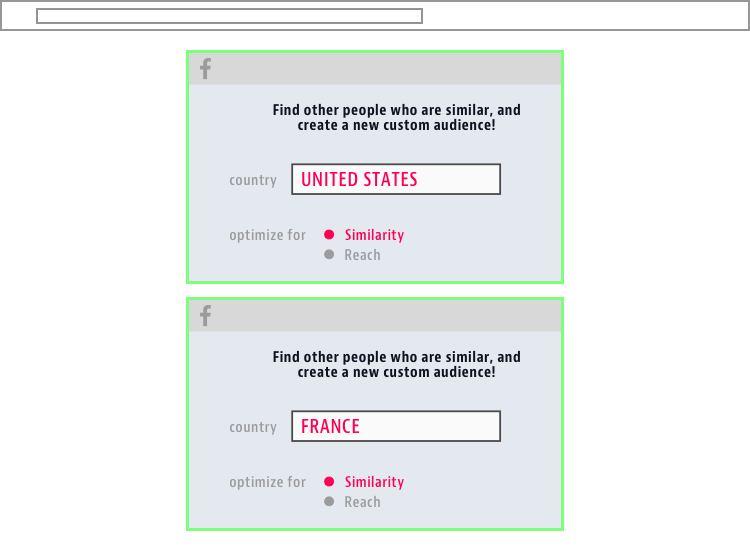 Find other people who are similar, and
create a new custom audience!
country UNITED STATES
optimize for Similarity
Reach
Find other people who are similar, and
create a new custom audience!
country FRANCE
optimize for Similarity
Reach